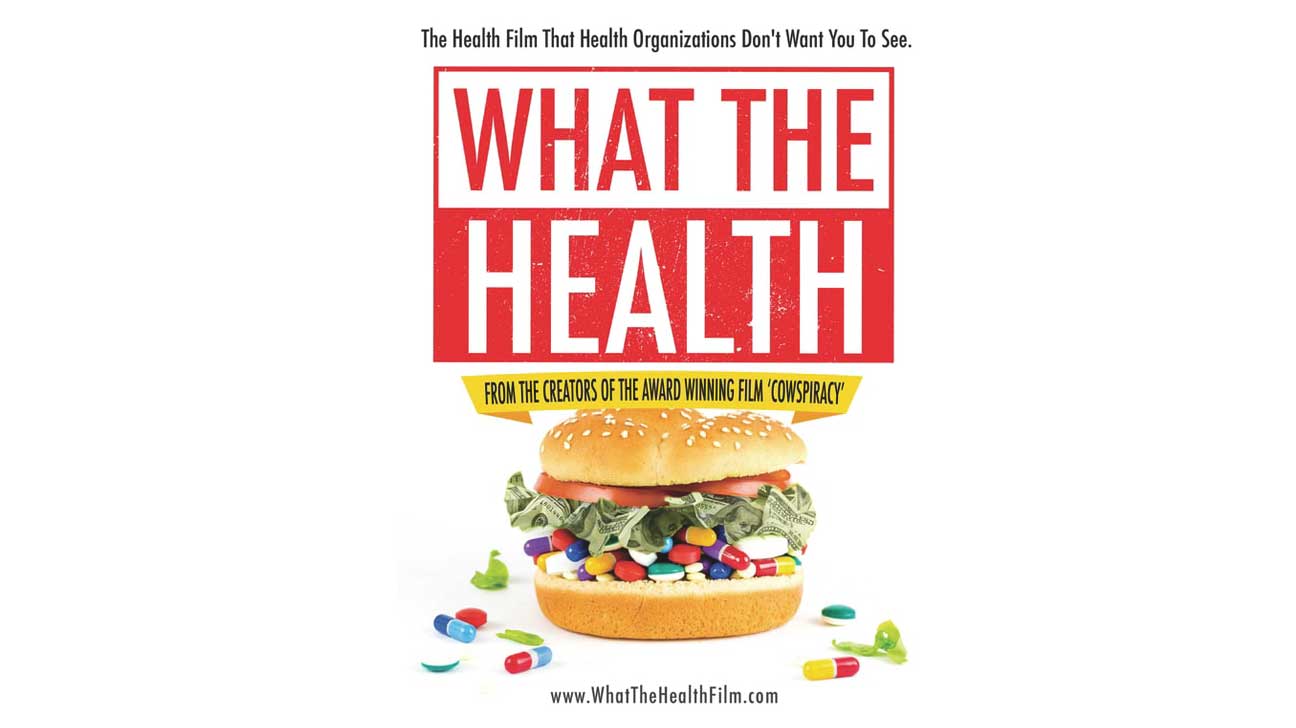 The Health Film That Health Organizations Don't Want You To See.
WHAT THE
HEALTH
FROM THE CREATORS OF THE AWARD WINNING FILM 'COWSPIRACY'
www.WhatTheHealthFilm.com